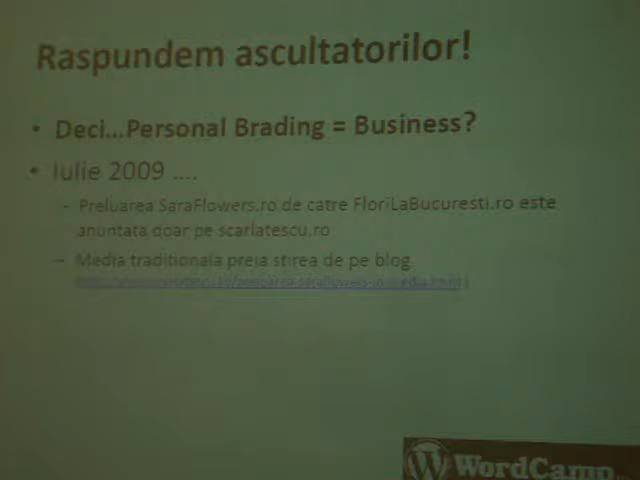 Raspundem ascultatorilor!
• Deci...Personal Brading = Business?
• Iulie 2009 ....
– Preluarea SaraFlowers.ro de catre FloriLaBucuresti.ro este
anuntata doar pe scarlatescu.ro
– Media traditionala preia stirea de pe blog
WordCamp